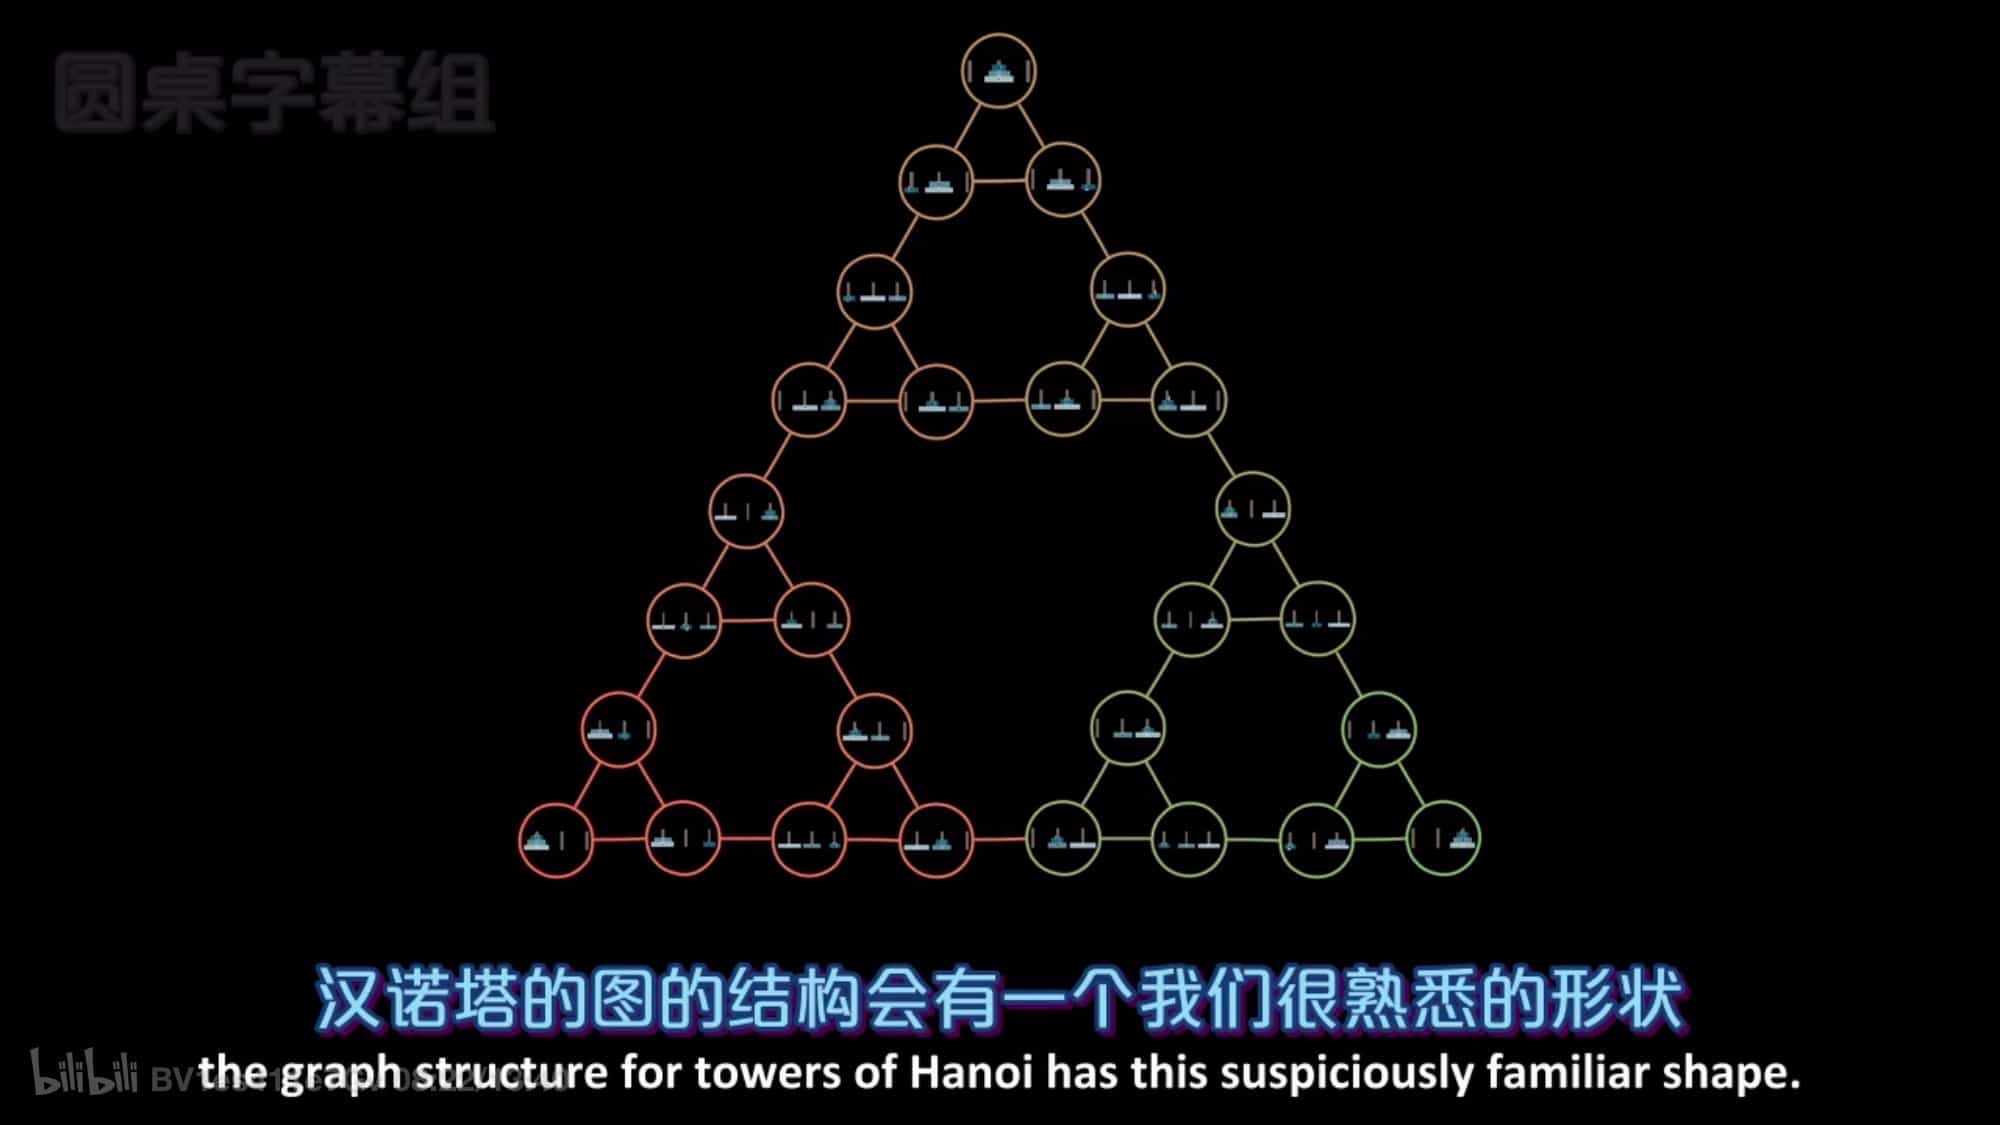 圆桌字幕组
汉诺塔的图的结构会有一个我们很熟悉的形状
the graph structure for towers of Hanoi has this suspiciously familiar shape.
bilibili